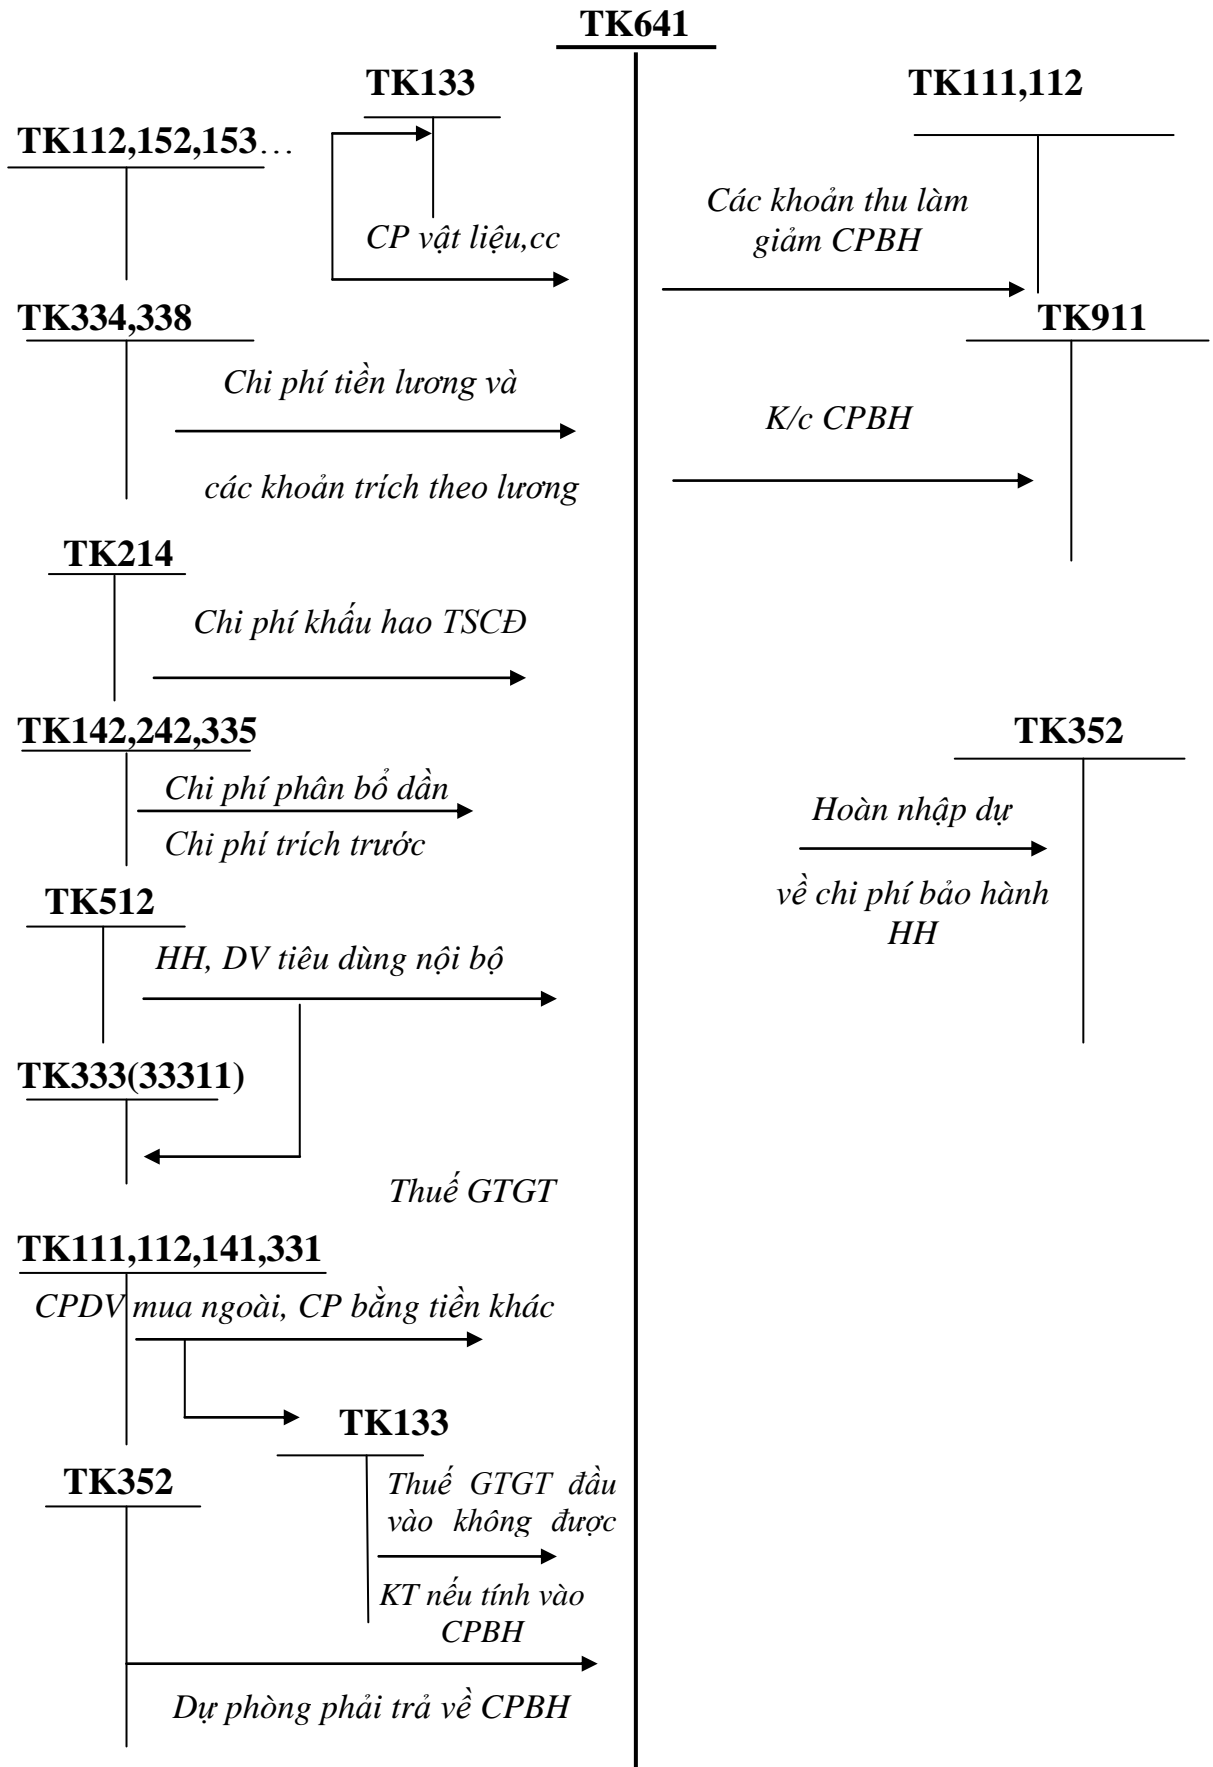 TK641
TK133
TK111,112
TK112,152,153…
Các khoản thu làm
giảm CPBH
CP vật liệu,cc
TK334,338
TK911
Chi phí tiền lương và
K/c CPBH
các khoản trích theo lương
TK214
Chi phí khấu hao TSCĐ
TK142,242,335
TK352
Chi phí phân bổ dần
Hoàn nhập dự
Chi phí trích trước
về chi phí bảo hành
HH
TK512
HH, DV tiêu dùng nội bộ
TK333(33311)
Thuế GTGT
TK111,112,141,331
CPDV mua ngoài, CP bằng tiền khác
TK133
TK352
Thuế GTGT đầu
vào không được
KT nếu tính vào
CPBH
Dự phòng phải trả về CPBH